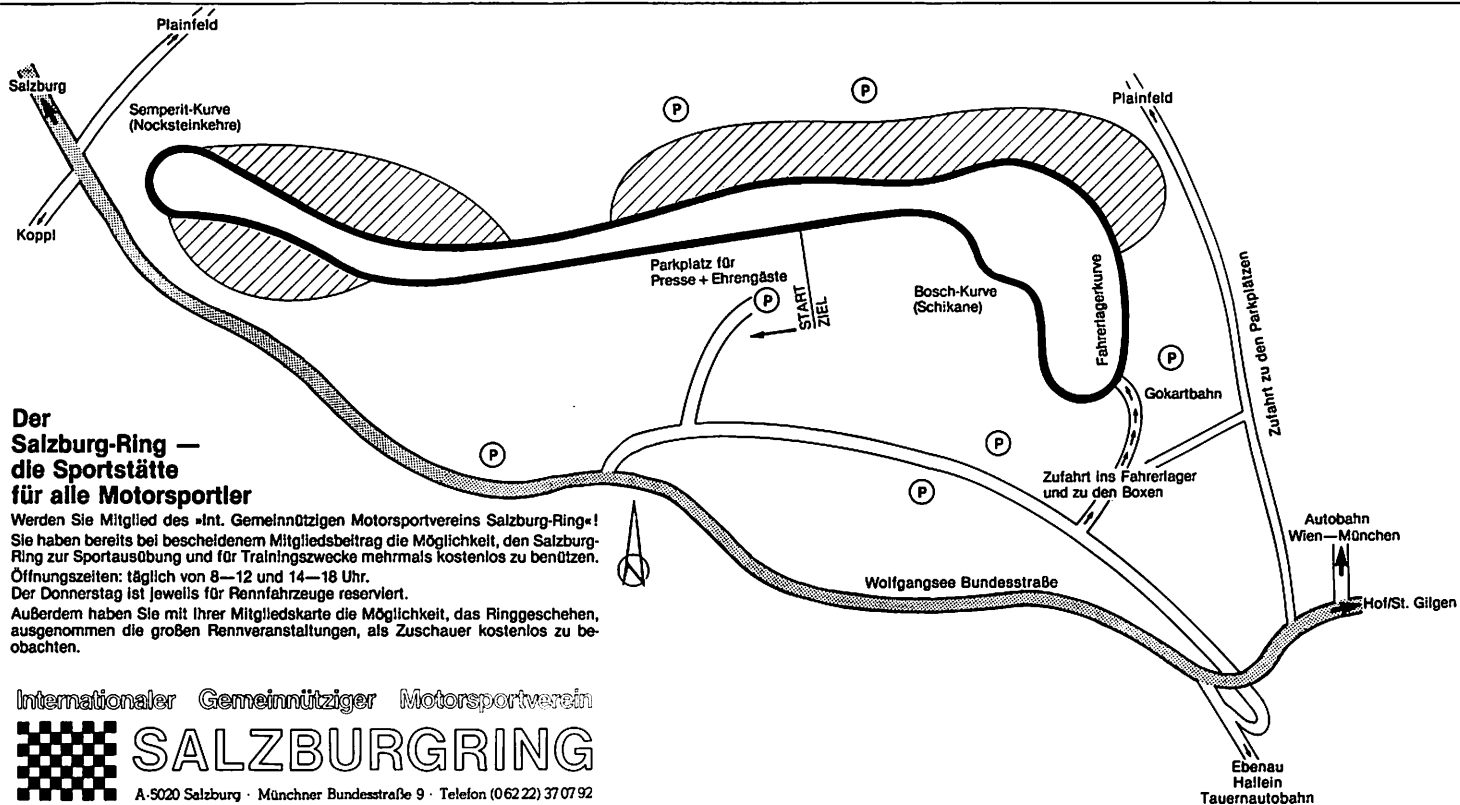 Plainfeld
Salzburg
Semperit-Kurve
(Nocksteinkehre)
Koppl
P
P
Plainfeld
Parkplatz für
Presse + Ehrengäste
P
START
ZIEL
Bosch-Kurve
(Schikane)
Fahrerlagerkurve
P
Gokartbahn
Zufahrt zu den Parkplätzen
P
P
P
Zufahrt ins Fahrerlager
und zu den Boxen
Autobahn
Wien—München
Hof/St. Gilgen
Wolfgangsee Bundesstraße
N
Ebenau
Hallein
Tauernautobahn
Der
Salzburg-Ring —
die Sportstätte
für alle Motorsportler
Werden Sie Mitglied des »Int. Gemeinnützigen Motorsportvereins Salzburg-Ring«!
Sie haben bereits bei bescheidenem Mitgliedsbeitrag die Möglichkeit, den Salzburg-
Ring zur Sportausübung und für Trainingszwecke mehrmals kostenlos zu benützen.
Öffnungszeiten: täglich von 8—12 und 14—18 Uhr.
Der Donnerstag ist jeweils für Rennfahrzeuge reserviert.
Außerdem haben Sie mit Ihrer Mitgliedskarte die Möglichkeit, das Ringgeschehen,
ausgenommen die großen Rennveranstaltungen, als Zuschauer kostenlos zu be-
obachten.
Internationaler Gemeinnütziger Motorsportverein
SALZBURGRING
A-5020 Salzburg · Münchner Bundesstraße 9 · Telefon (0 62 22) 37 07 92